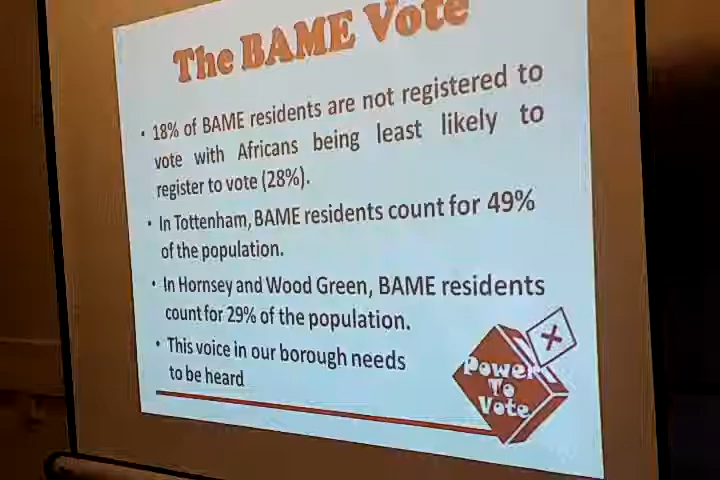 The BAME Vote
• 18% of BAME residents are not registered to
vote with Africans being least likely to
register to vote (28%).
• In Tottenham, BAME residents count for 49%
of the population.
• In Hornsey and Wood Green, BAME residents
count for 29% of the population.
• This voice in our borough needs
to be heard
Power
To
Vote